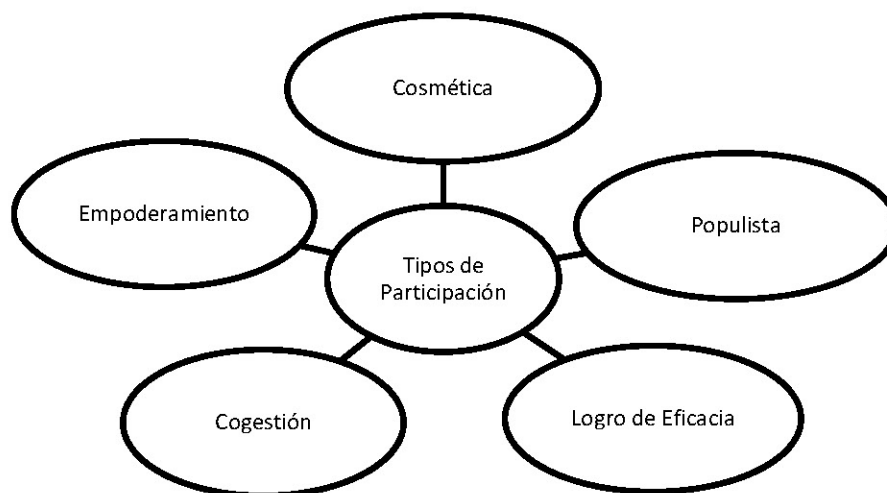 Cosmética
Empoderamiento
Populista
Tipos de
Participación
Cogestión
Logro de Eficacia